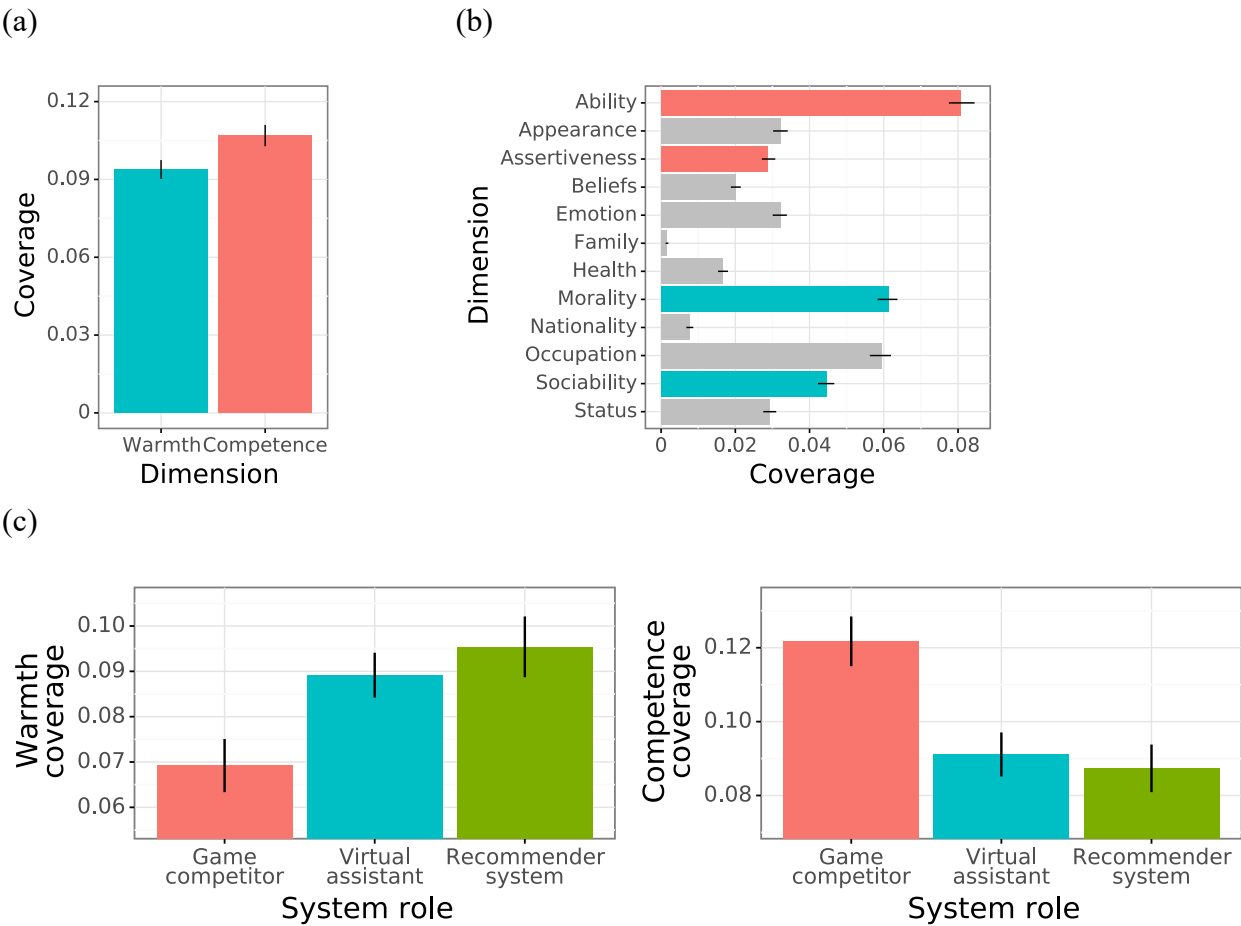 (a)
(b)
0.12
0.09
0.06
0.03
0
Coverage
Warmth Competence
Dimension
Ability
Appearance
Assertiveness
Beliefs
Emotion
Family
Health
Morality
Nationality
Occupation
Sociability
Status
Dimension
0 0.02 0.04 0.06 0.08
Coverage
(c)
0.10
0.09
0.08
0.07
0.06
Warmth
coverage
Game Virtual Recommender
competitor assistant system
System role
0.12
0.10
0.08
Competence
coverage
Game Virtual Recommender
competitor assistant system
System role